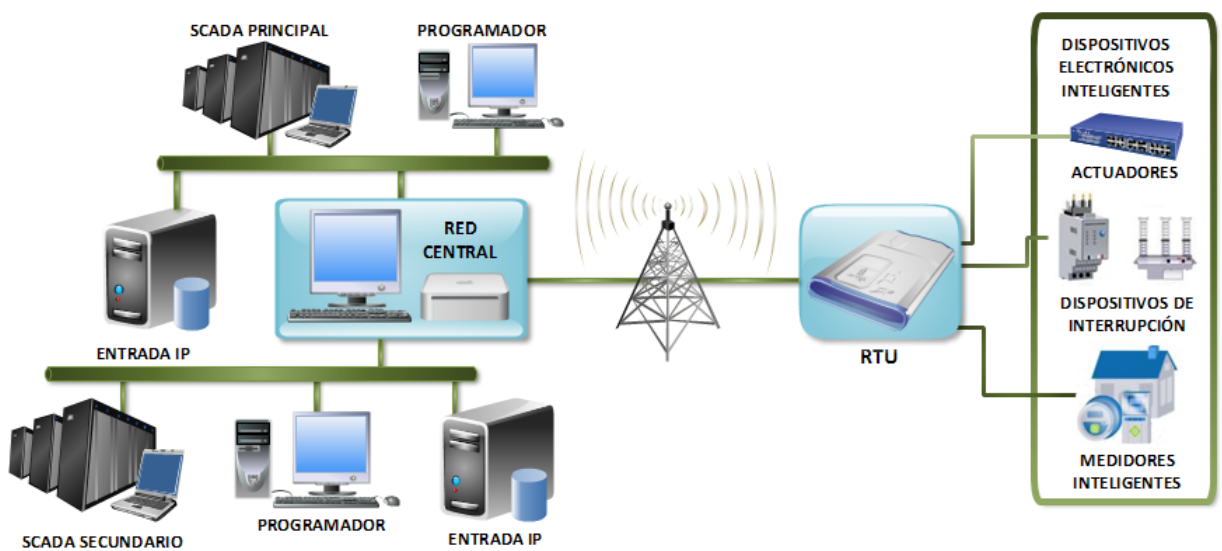 SCADA PRINCIPAL
PROGRAMADOR
DISPOSITIVOS
ELECTRÓNICOS
INTELIGENTES
ACTUADORES
RED
CENTRAL
DISPOSITIVOS DE
INTERRUPCIÓN
ENTRADA IP
RTU
MEDIDORES
INTELIGENTES
PROGRAMADOR
SCADA SECUNDARIO
ENTRADA IP